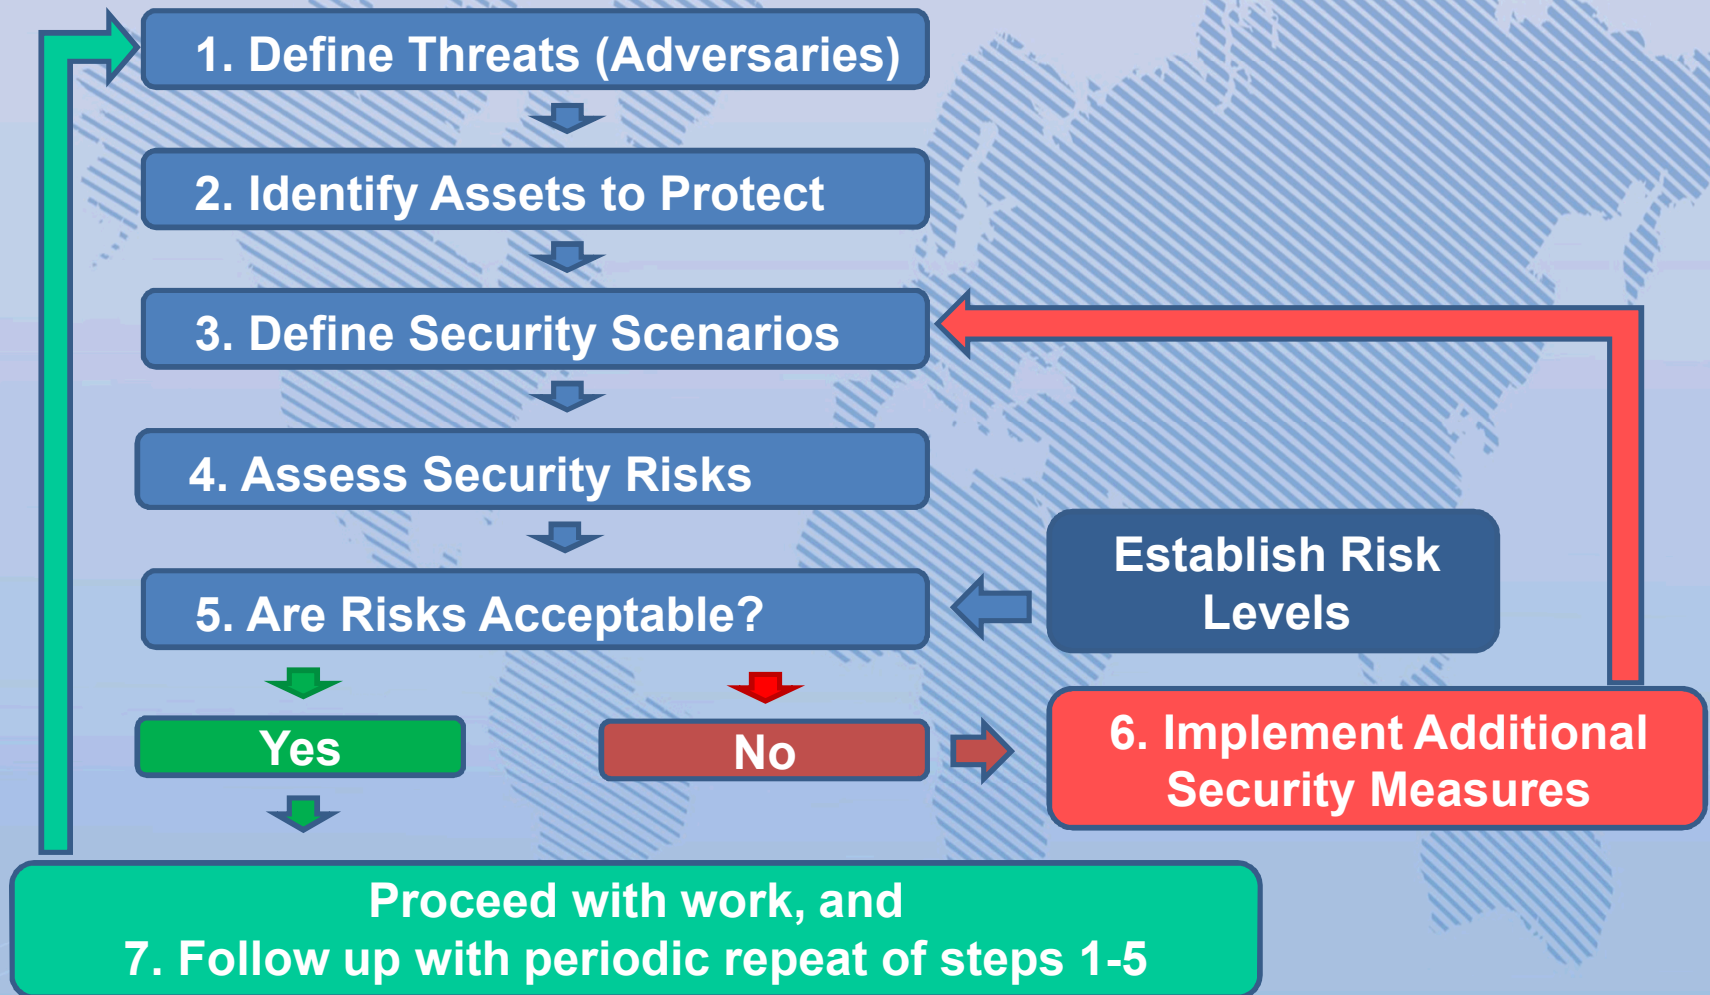 1. Define Threats (Adversaries)
2. Identify Assets to Protect
3. Define Security Scenarios
4. Assess Security Risks
5. Are Risks Acceptable?
Establish Risk
Levels
Yes
No
6. Implement Additional
Security Measures
Proceed with work, and
7. Follow up with periodic repeat of steps 1-5